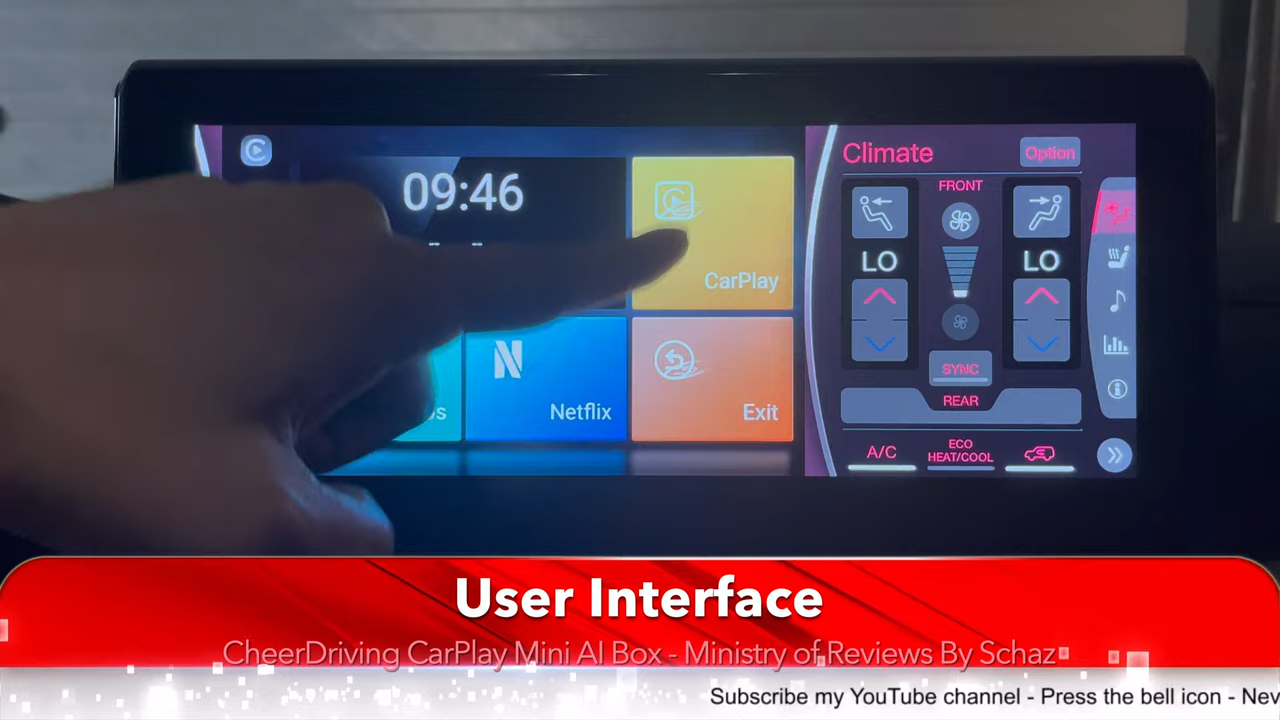 09:46
CarPlay
s
Netflix
Exit
Climate
Option
FRONT
LO
LO
SYNC
REAR
A/C
ECO
HEAT/COOL
User Interface
CheerDriving CarPlay Mini AI Box - Ministry of Reviews By Schaz
Subscribe my YouTube channel - Press the bell icon - Nev